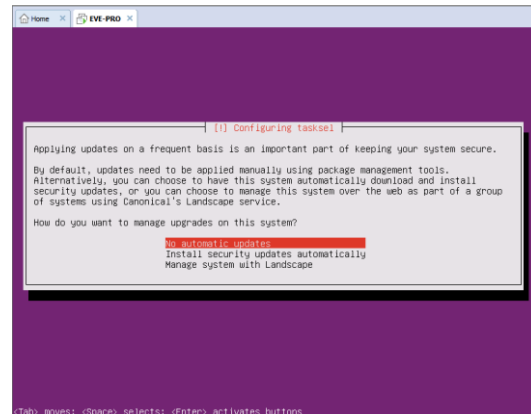 Home
EVE-PRO
[!] Configuring tasksel
Applying updates on a frequent basis is an important part of keeping your system secure.
By default, updates need to be applied manually using package management tools.
Alternatively, you can choose to have this system automatically download and install
security updates, or you can choose to manage this system over the web as part of a group
of systems using Canonical's Landscape service.
How do you want to manage upgrades on this system?
No automatic updates
Install security updates automatically
Manage system with Landscape
<Tab> moves; <Space> selects; <Enter> activates buttons